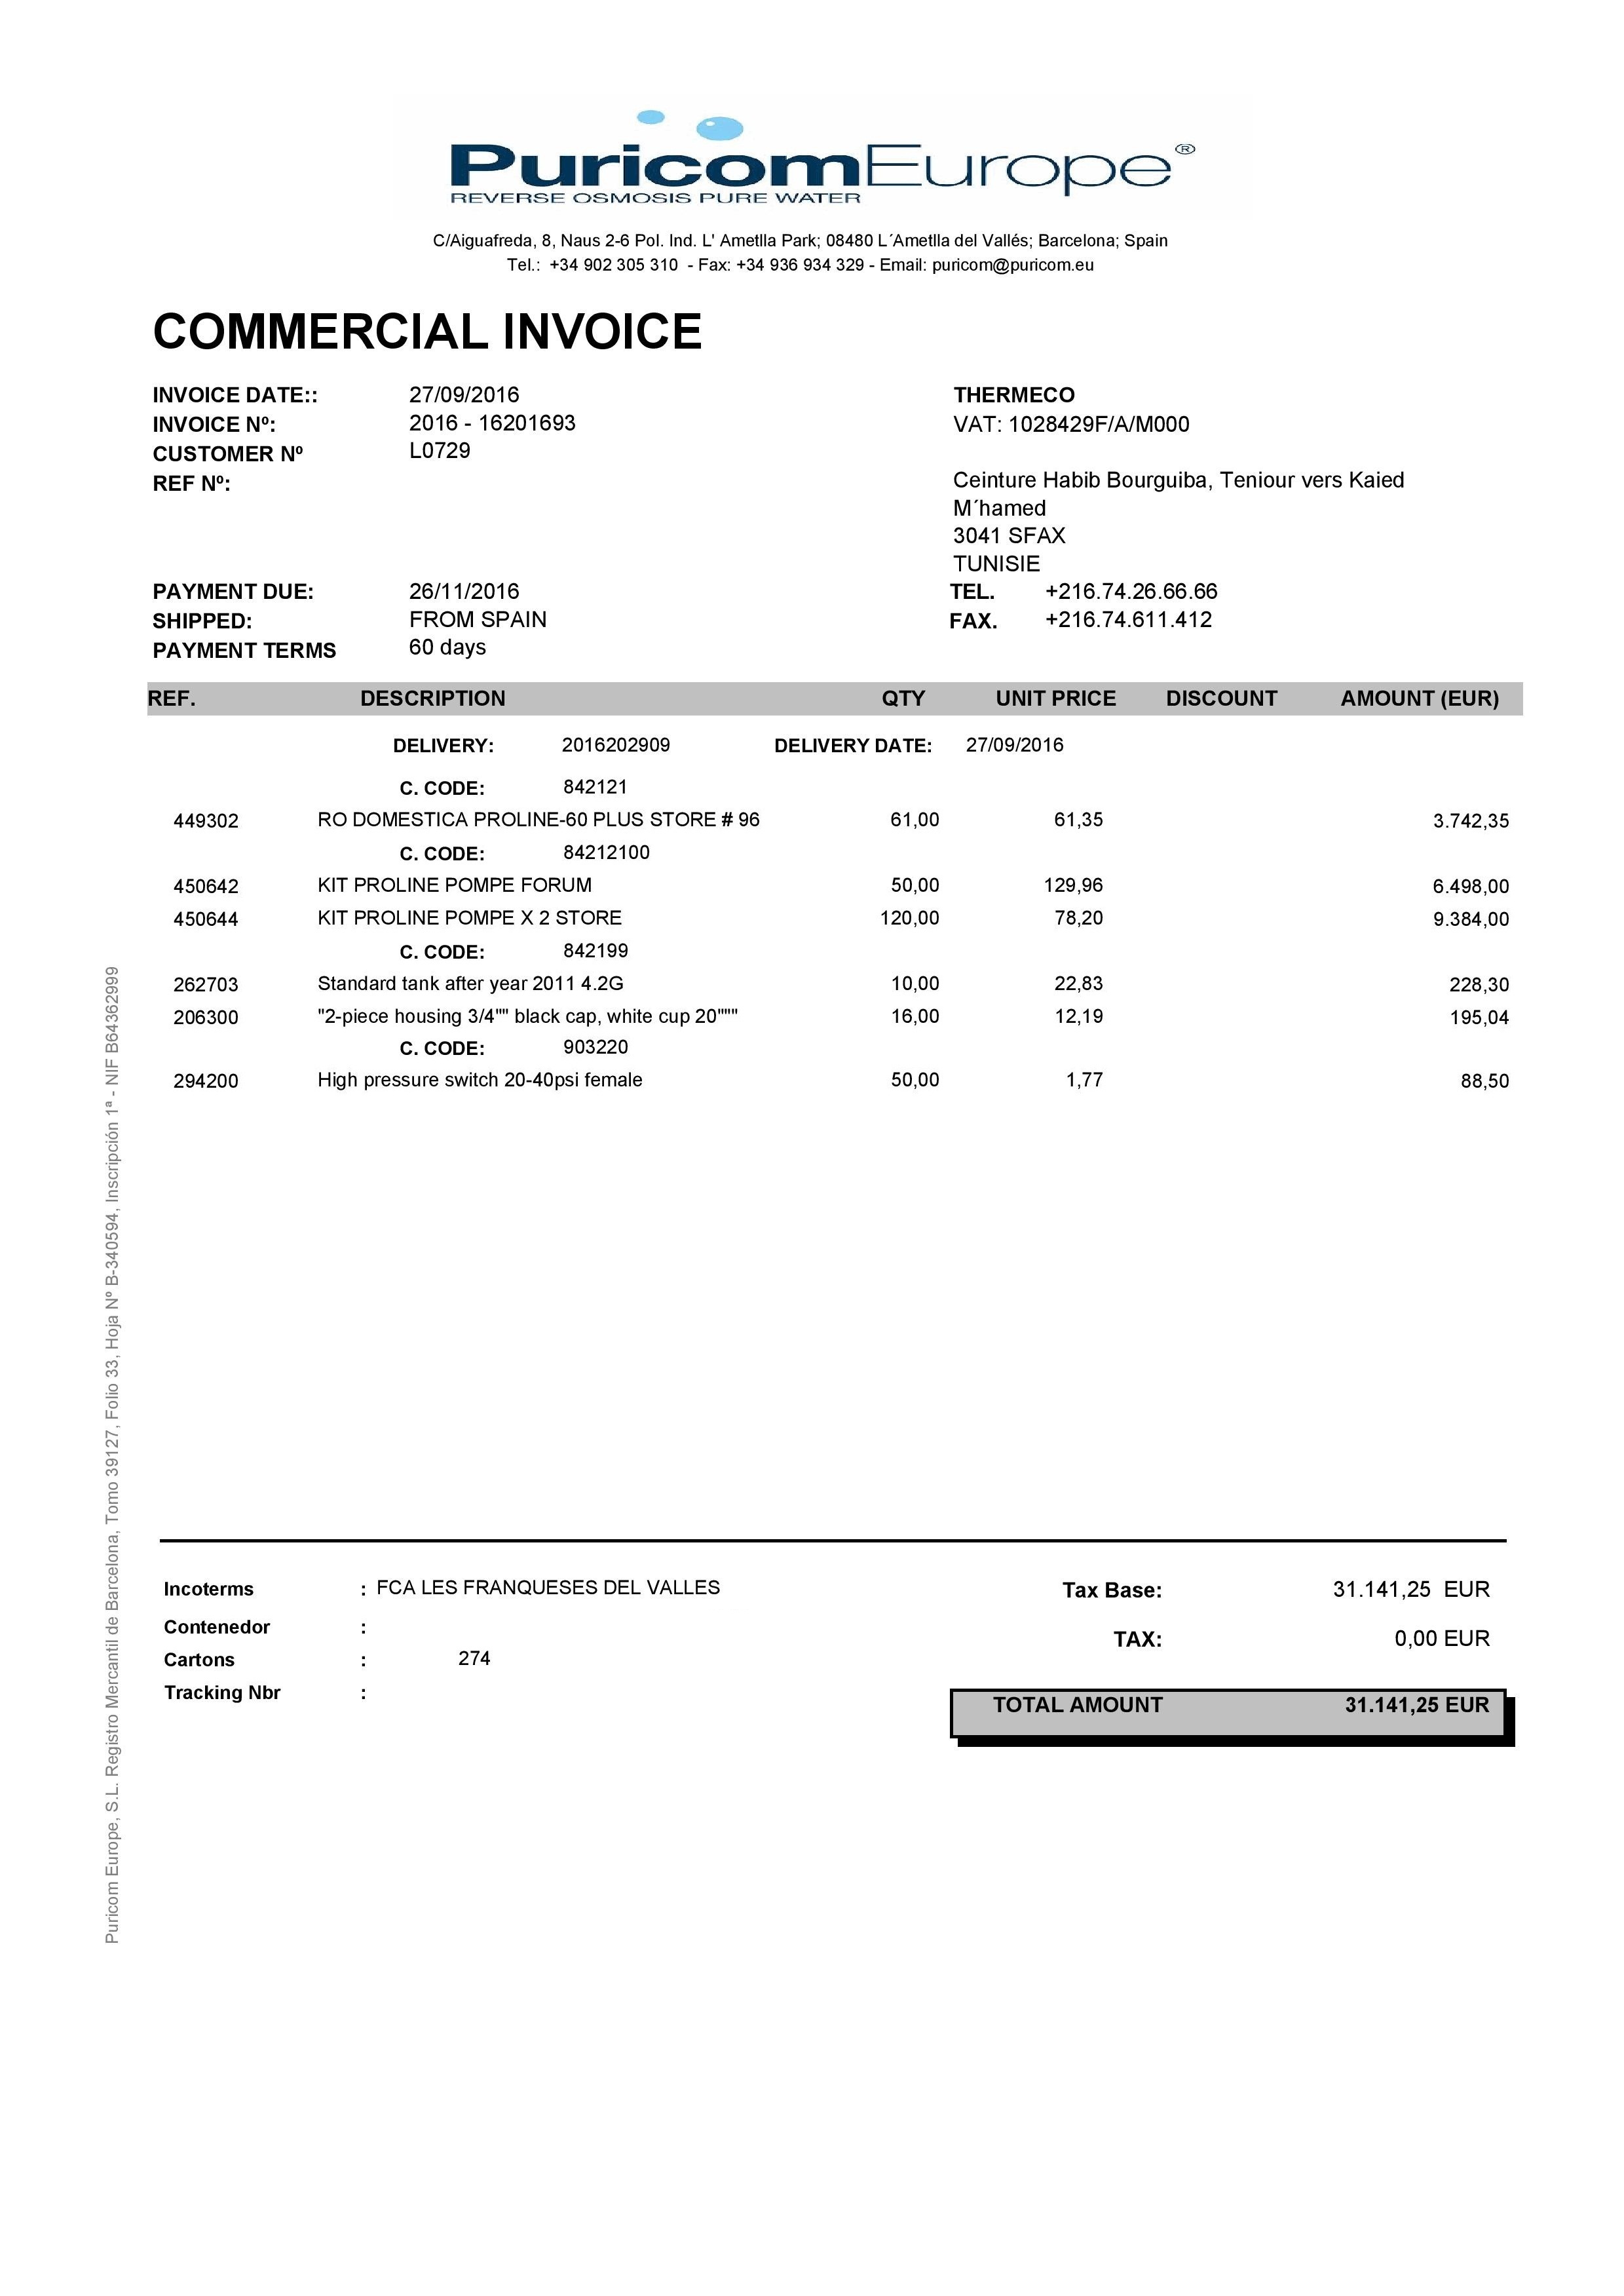 PuricomEurope®
REVERSE OSMOSIS PURE WATER
C/Aiguafreda, 8, Naus 2-6 Pol. Ind. L' Ametlla Park; 08480 L´Ametlla del Vallés; Barcelona; Spain
Tel.: +34 902 305 310 - Fax: +34 936 934 329 - Email: puricom@puricom.eu
COMMERCIAL INVOICE
INVOICE DATE:: 27/09/2016
INVOICE Nº: 2016 - 16201693
CUSTOMER Nº L0729
REF Nº:
THERMECO
VAT: 1028429F/A/M000
Ceinture Habib Bourguiba, Teniour vers Kaied
M´hamed
3041 SFAX
TUNISIE
PAYMENT DUE: 26/11/2016
SHIPPED: FROM SPAIN
PAYMENT TERMS 60 days
TEL. +216.74.26.66.66
FAX. +216.74.611.412
REF. DESCRIPTION QTY UNIT PRICE DISCOUNT AMOUNT (EUR)
DELIVERY: 2016202909 DELIVERY DATE: 27/09/2016
C. CODE: 842121
449302 RO DOMESTICA PROLINE-60 PLUS STORE # 96 61,00 61,35 3.742,35
C. CODE: 84212100
450642 KIT PROLINE POMPE FORUM 50,00 129,96 6.498,00
450644 KIT PROLINE POMPE X 2 STORE 120,00 78,20 9.384,00
C. CODE: 842199
262703 Standard tank after year 2011 4.2G 10,00 22,83 228,30
206300 "2-piece housing 3/4"" black cap, white cup 20""" 16,00 12,19 195,04
C. CODE: 903220
294200 High pressure switch 20-40psi female 50,00 1,77 88,50
Puricom Europe, S.L. Registro Mercantil de Barcelona, Tomo 39127, Folio 33, Hoja Nº B-340594, Inscripción 1ª - NIF B64362999
Incoterms : FCA LES FRANQUESES DEL VALLES
Contenedor :
Cartons : 274
Tracking Nbr :
Tax Base: 31.141,25 EUR
TAX: 0,00 EUR
TOTAL AMOUNT 31.141,25 EUR